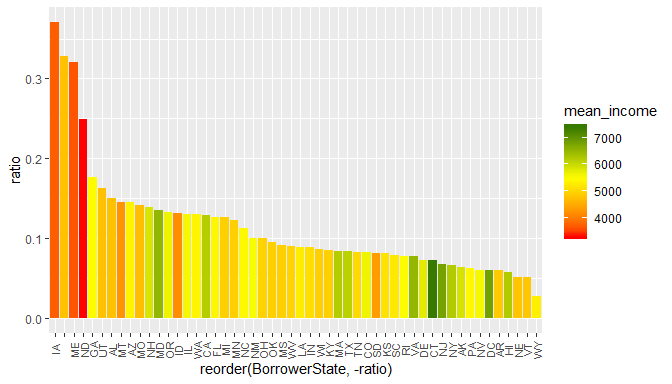 0.3
0.2
0.1
0.0
ratio
IA ME ND GA UT AL MT AZ MO NH MD OR ID IL WA CA FL MI MN NC NM OH OK MS WV LA IN WI KY MA TX TN CO SD KS SC RI VA DE CT NJ NY AK PA NV DC AR HI NE VT WY
reorder(BorrowerState, -ratio)
mean_income
7000
6000
5000
4000